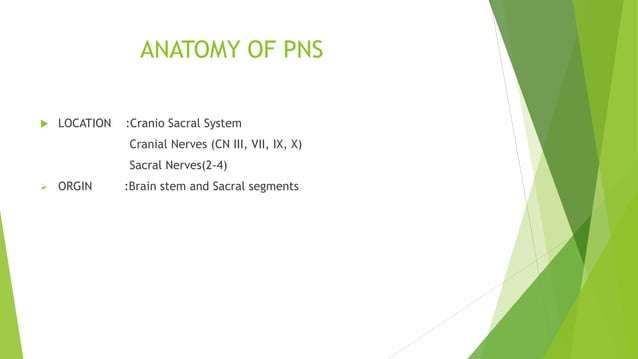 ANATOMY OF PNS
LOCATION :Cranio Sacral System
Cranial Nerves (CN III, VII, IX, X)
Sacral Nerves(2-4)
ORGIN :Brain stem and Sacral segments